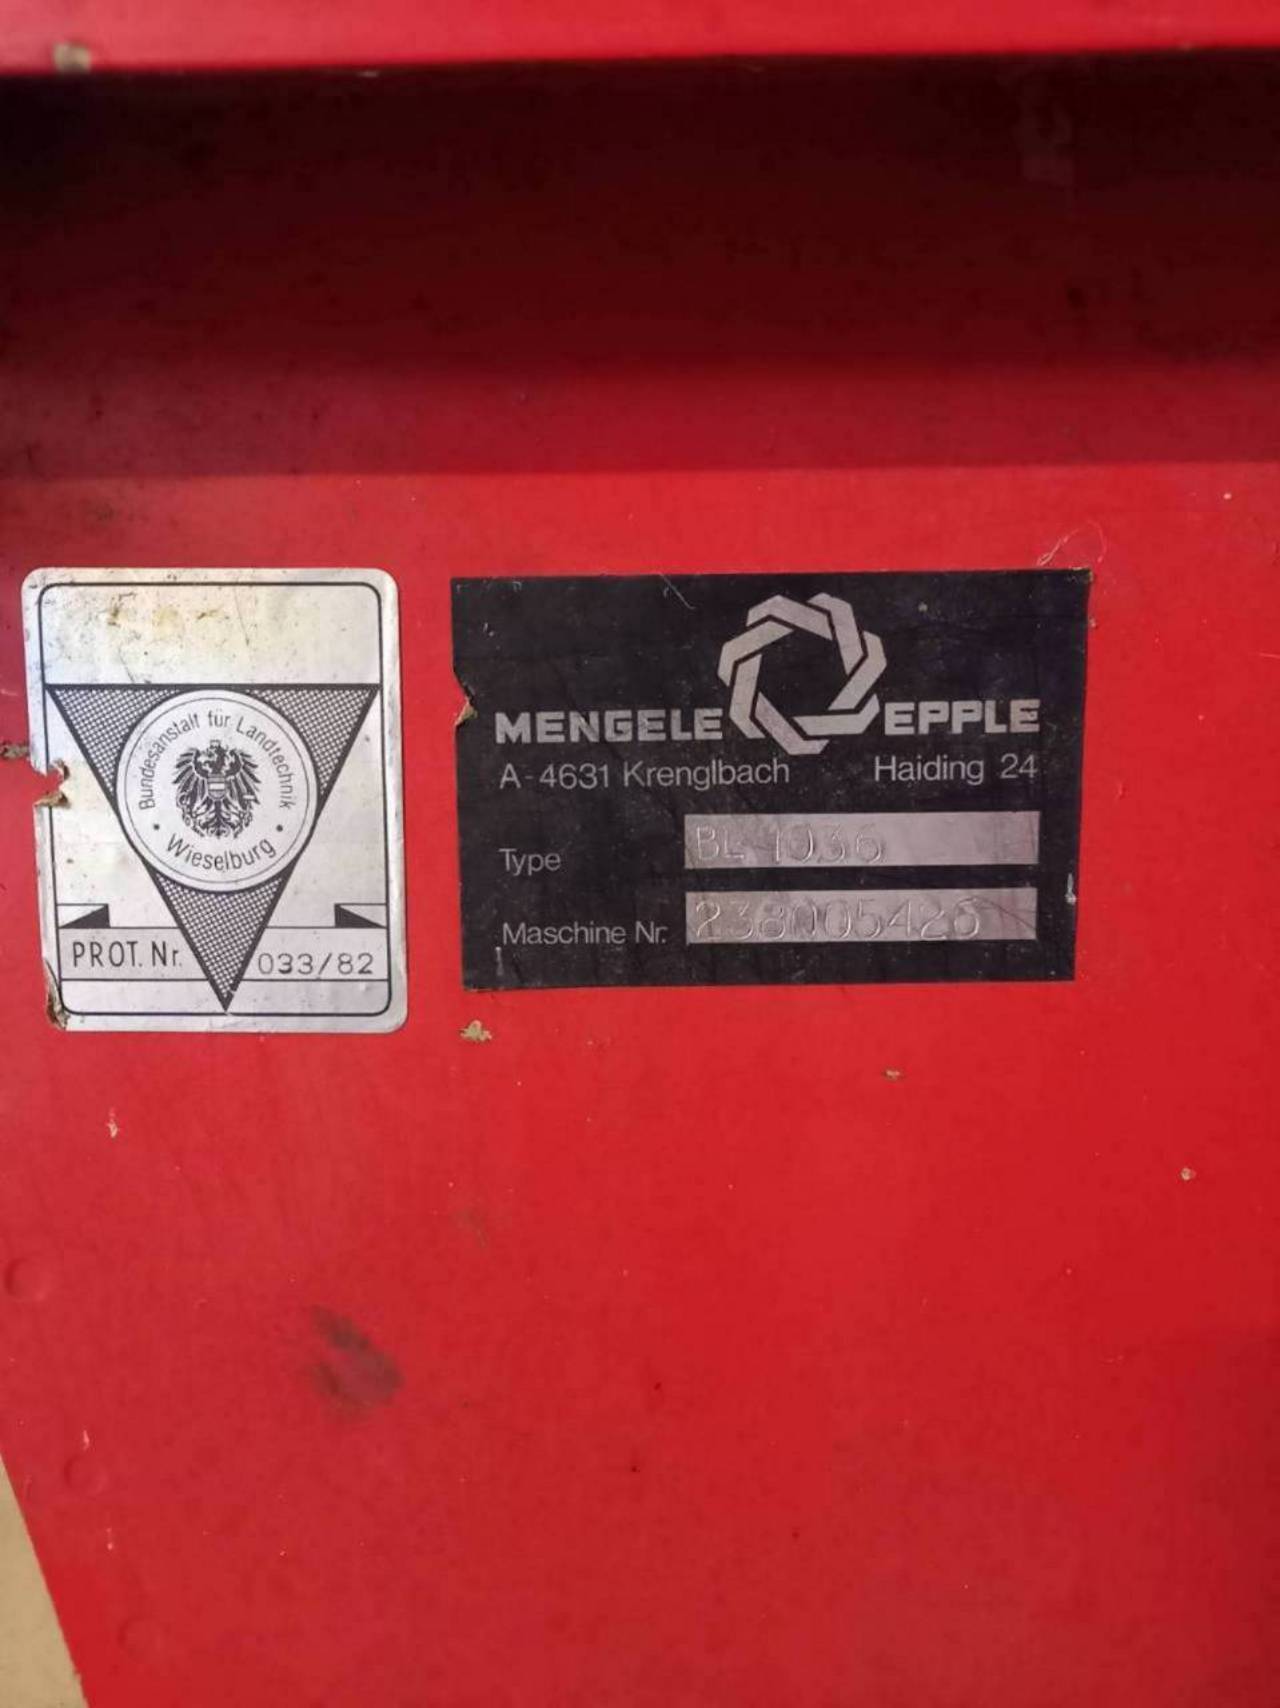 Bundesanstalt für Landtechnik
• Wieselburg •
PROT. Nr. 033/82
MENGELE EPPLE
A-4631 Krenglbach Haiding 24
Type BL 1036
Maschine Nr. 238005426